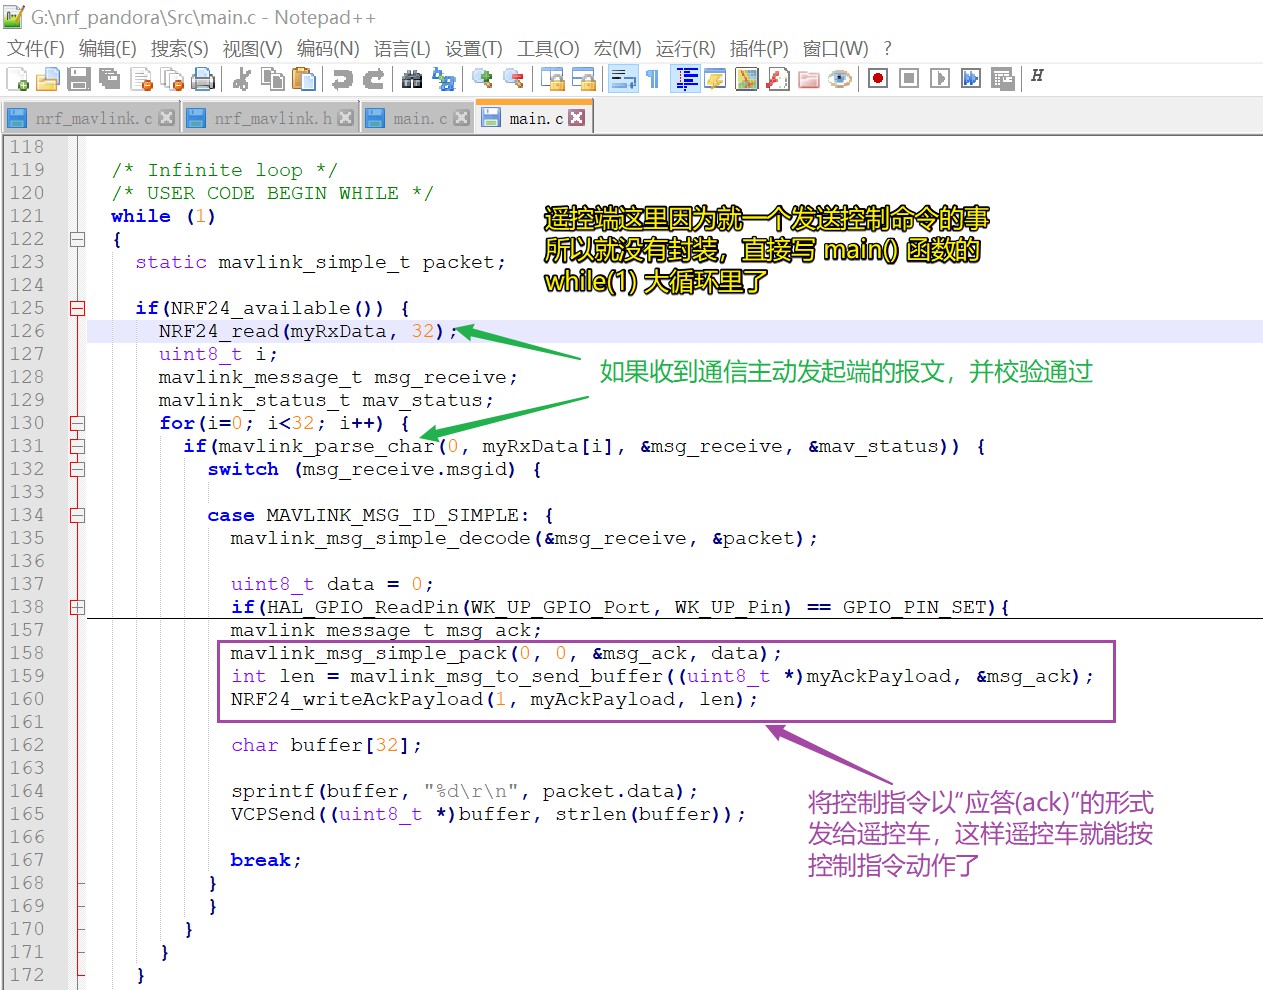 G:\nrf_pandora\Src\main.c - Notepad++
文件(F) 编辑(E) 搜索(S) 视图(V) 编码(N) 语言(L) 设置(T) 工具(O) 宏(M) 运行(R) 插件(P) 窗口(W) ?
H
nrf_mavlink.c nrf_mavlink.h main.c main.c
118
119 /* Infinite loop */
120 /* USER CODE BEGIN WHILE */
121 while (1)
122 {
123 static mavlink_simple_t packet;
124
125 if(NRF24_available()) {
126 NRF24_read(myRxData, 32);
127 uint8_t i;
128 mavlink_message_t msg_receive;
129 mavlink_status_t mav_status;
130 for(i=0; i<32; i++) {
131 if(mavlink_parse_char(0, myRxData[i], &msg_receive, &mav_status)) {
132 switch (msg_receive.msgid) {
133
134 case MAVLINK_MSG_ID_SIMPLE: {
135 mavlink_msg_simple_decode(&msg_receive, &packet);
136
137 uint8_t data = 0;
138 if(HAL_GPIO_ReadPin(WK_UP_GPIO_Port, WK_UP_Pin) == GPIO_PIN_SET){
157 mavlink_message_t msg_ack;
158 mavlink_msg_simple_pack(0, 0, &msg_ack, data);
159 int len = mavlink_msg_to_send_buffer((uint8_t *)myAckPayload, &msg_ack);
160 NRF24_writeAckPayload(1, myAckPayload, len);
161
162 char buffer[32];
163
164 sprintf(buffer, "%d\r\n", packet.data);
165 VCPSend((uint8_t *)buffer, strlen(buffer));
166
167 break;
168 }
169 }
170 }
171 }
172 }
遥控端这里因为就一个发送控制命令的事
所以就没有封装，直接写 main() 函数的
while(1) 大循环里了
如果收到通信主动发起端的报文，并校验通过
将控制指令以“应答(ack)”的形式
发给遥控车，这样遥控车就能按
控制指令动作了